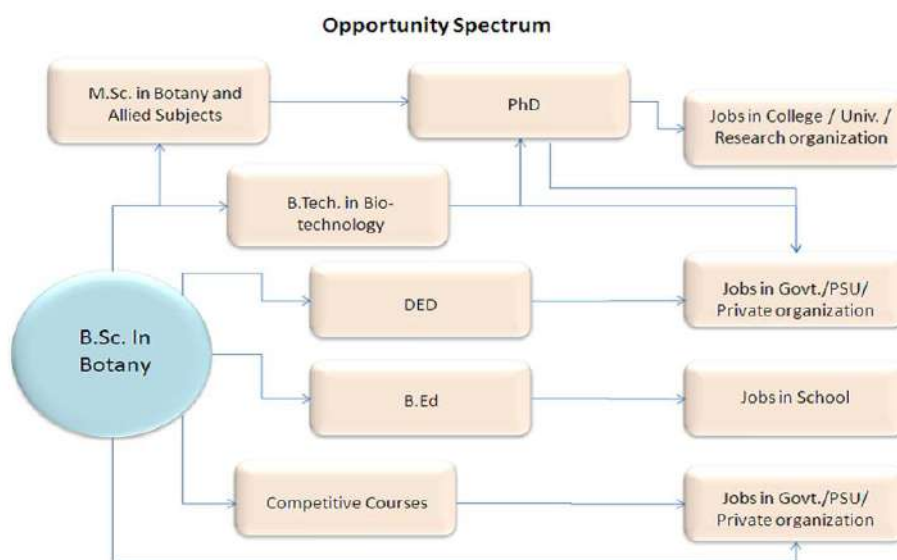 Opportunity Spectrum
M.Sc. in Botany and
Allied Subjects
PhD
Jobs in College / Univ. /
Research organization
B.Tech. in Bio-
technology
B.Sc. In
Botany
DED
Jobs in Govt./PSU/
Private organization
B.Ed
Jobs in School
Competitive Courses
Jobs in Govt./PSU/
Private organization